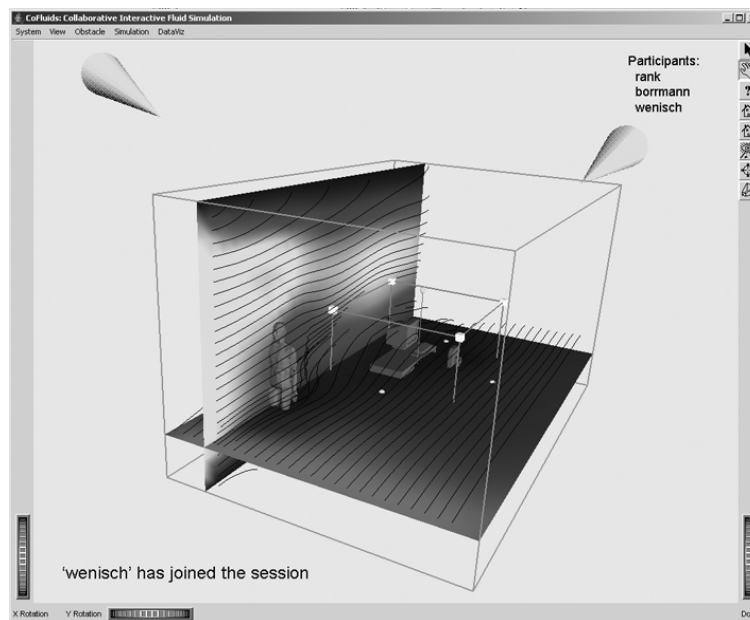 CoFluids: Collaborative Interactive Fluid Simulation
System View Obstacle Simulation DataViz
Participants:
rank
borrmann
wenisch
?
'wenisch' has joined the session
X Rotation Y Rotation